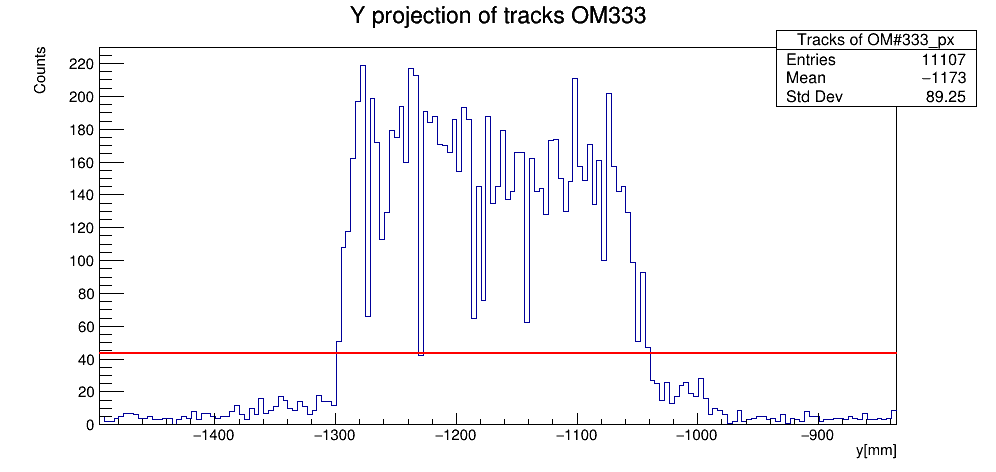 Y projection of tracks OM333
Tracks of OM#333_px
Entries 11107
Mean −1173
Std Dev 89.25
Counts
220
200
180
160
140
120
100
80
60
40
20
0
−1400 −1300 −1200 −1100 −1000 −900
y[mm]